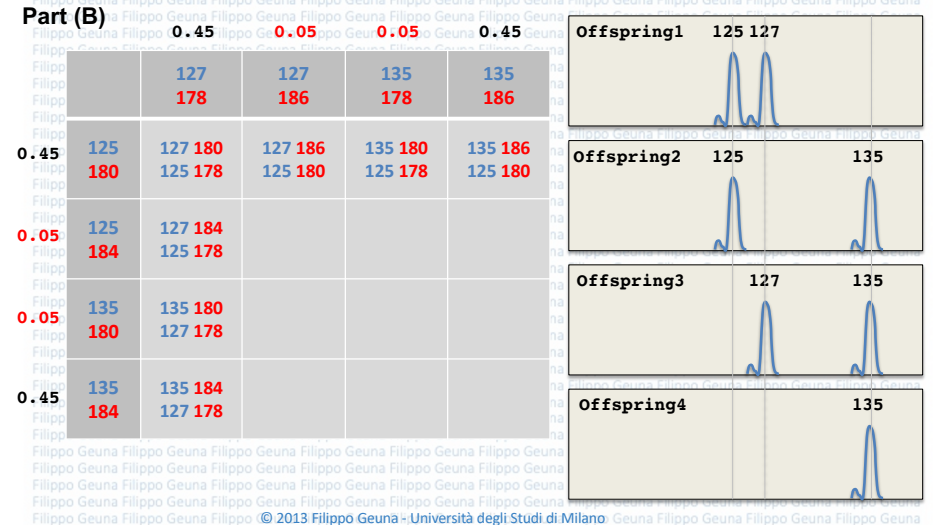 Part (B)
0.45 0.05 0.05 0.45
127 127 135 135
178 186 178 186
0.45 125 127 180 127 186 135 180 135 186
180 125 178 125 180 125 178 125 180
0.05 125 127 184
184 125 178
0.05 135 135 180
180 127 178
0.45 135 135 184
184 127 178
Offspring1 125 127
Offspring2 125 135
Offspring3 127 135
Offspring4 135
© 2013 Filippo Geuna - Università degli Studi di Milano